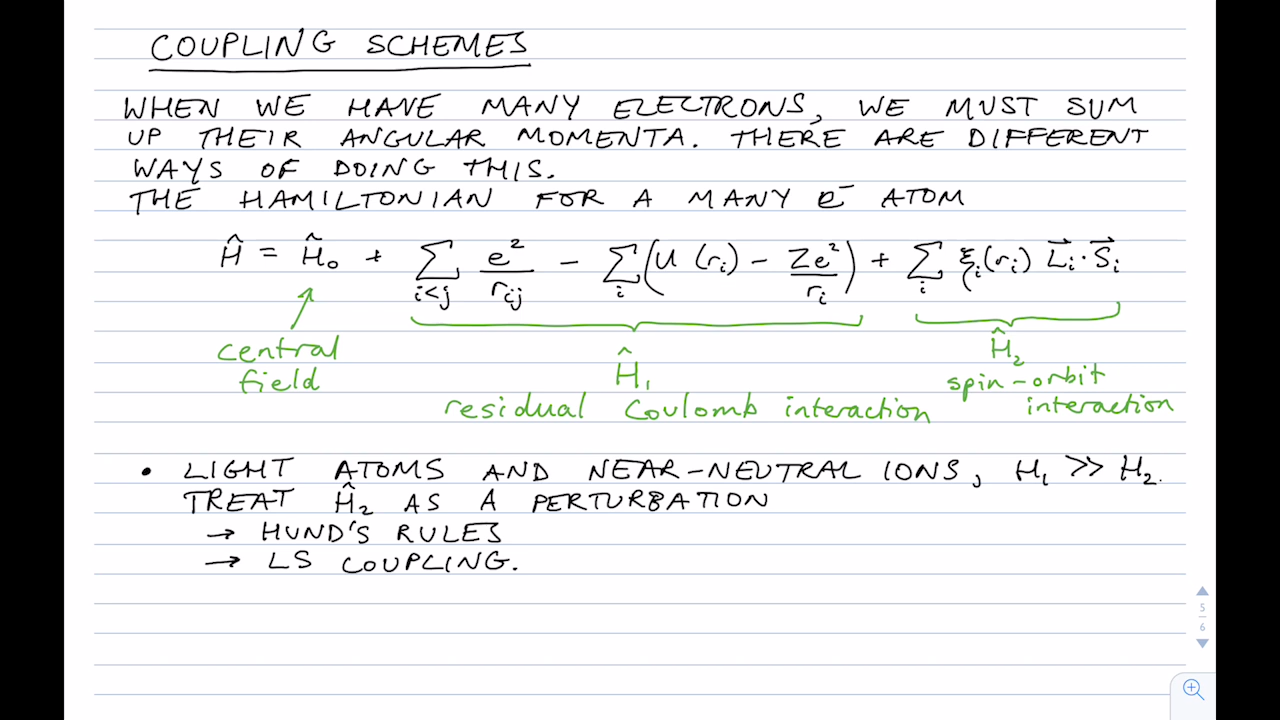 COUPLING SCHEMES
WHEN WE HAVE MANY ELECTRONS, WE MUST SUM
UP THEIR ANGULAR MOMENTA. THERE ARE DIFFERENT
WAYS OF DOING THIS.
THE HAMILTONIAN FOR A MANY e⁻ ATOM
Ĥ = H̃₀ + Σ_{i<j} e²/r_{ij} - Σ_i (U(r_i) - Ze²/r_i) + Σ_i ξ_i(r_i) L⃗_i · S⃗_i
central
field
Ĥ₁
residual Coulomb interaction
Ĥ₂
spin-orbit
interaction
• LIGHT ATOMS AND NEAR-NEUTRAL IONS, H₁ >> H₂.
TREAT Ĥ₂ AS A PERTURBATION
→ HUND'S RULES
→ LS COUPLING.
5
6